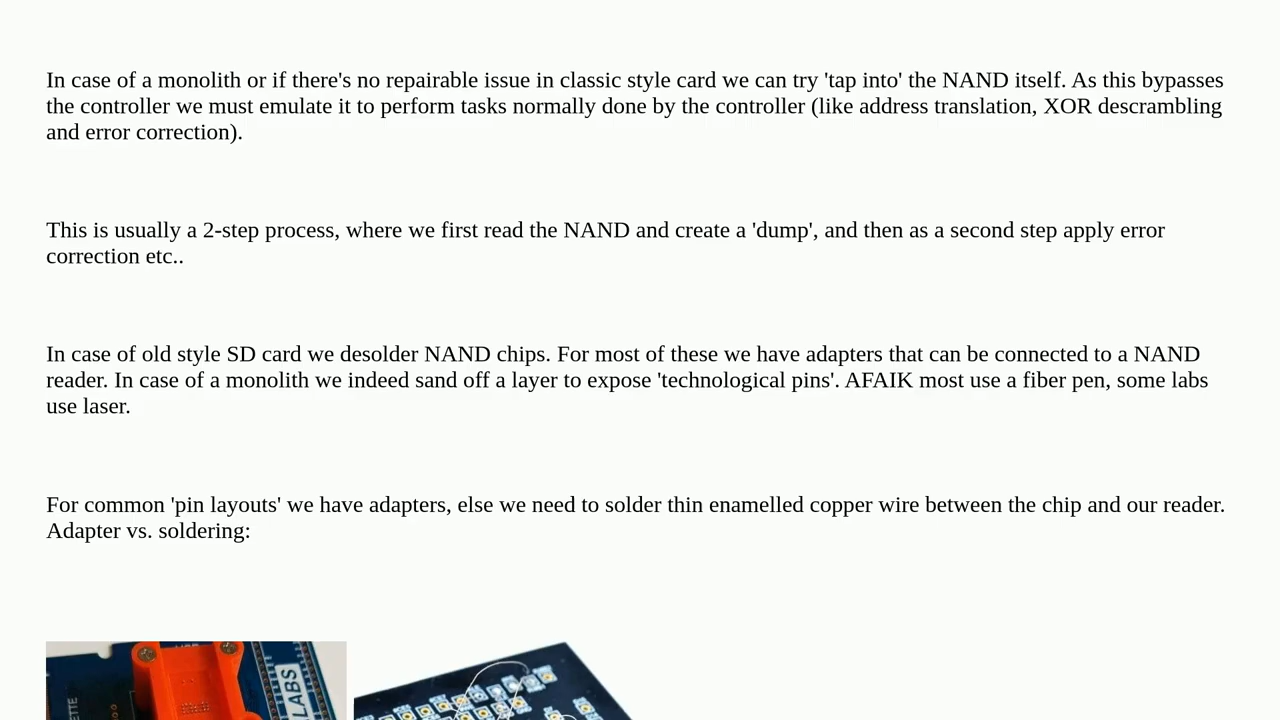 In case of a monolith or if there's no repairable issue in classic style card we can try 'tap into' the NAND itself. As this bypasses
the controller we must emulate it to perform tasks normally done by the controller (like address translation, XOR descrambling
and error correction).
This is usually a 2-step process, where we first read the NAND and create a 'dump', and then as a second step apply error
correction etc..
In case of old style SD card we desolder NAND chips. For most of these we have adapters that can be connected to a NAND
reader. In case of a monolith we indeed sand off a layer to expose 'technological pins'. AFAIK most use a fiber pen, some labs
use laser.
For common 'pin layouts' we have adapters, else we need to solder thin enamelled copper wire between the chip and our reader.
Adapter vs. soldering:
LABS